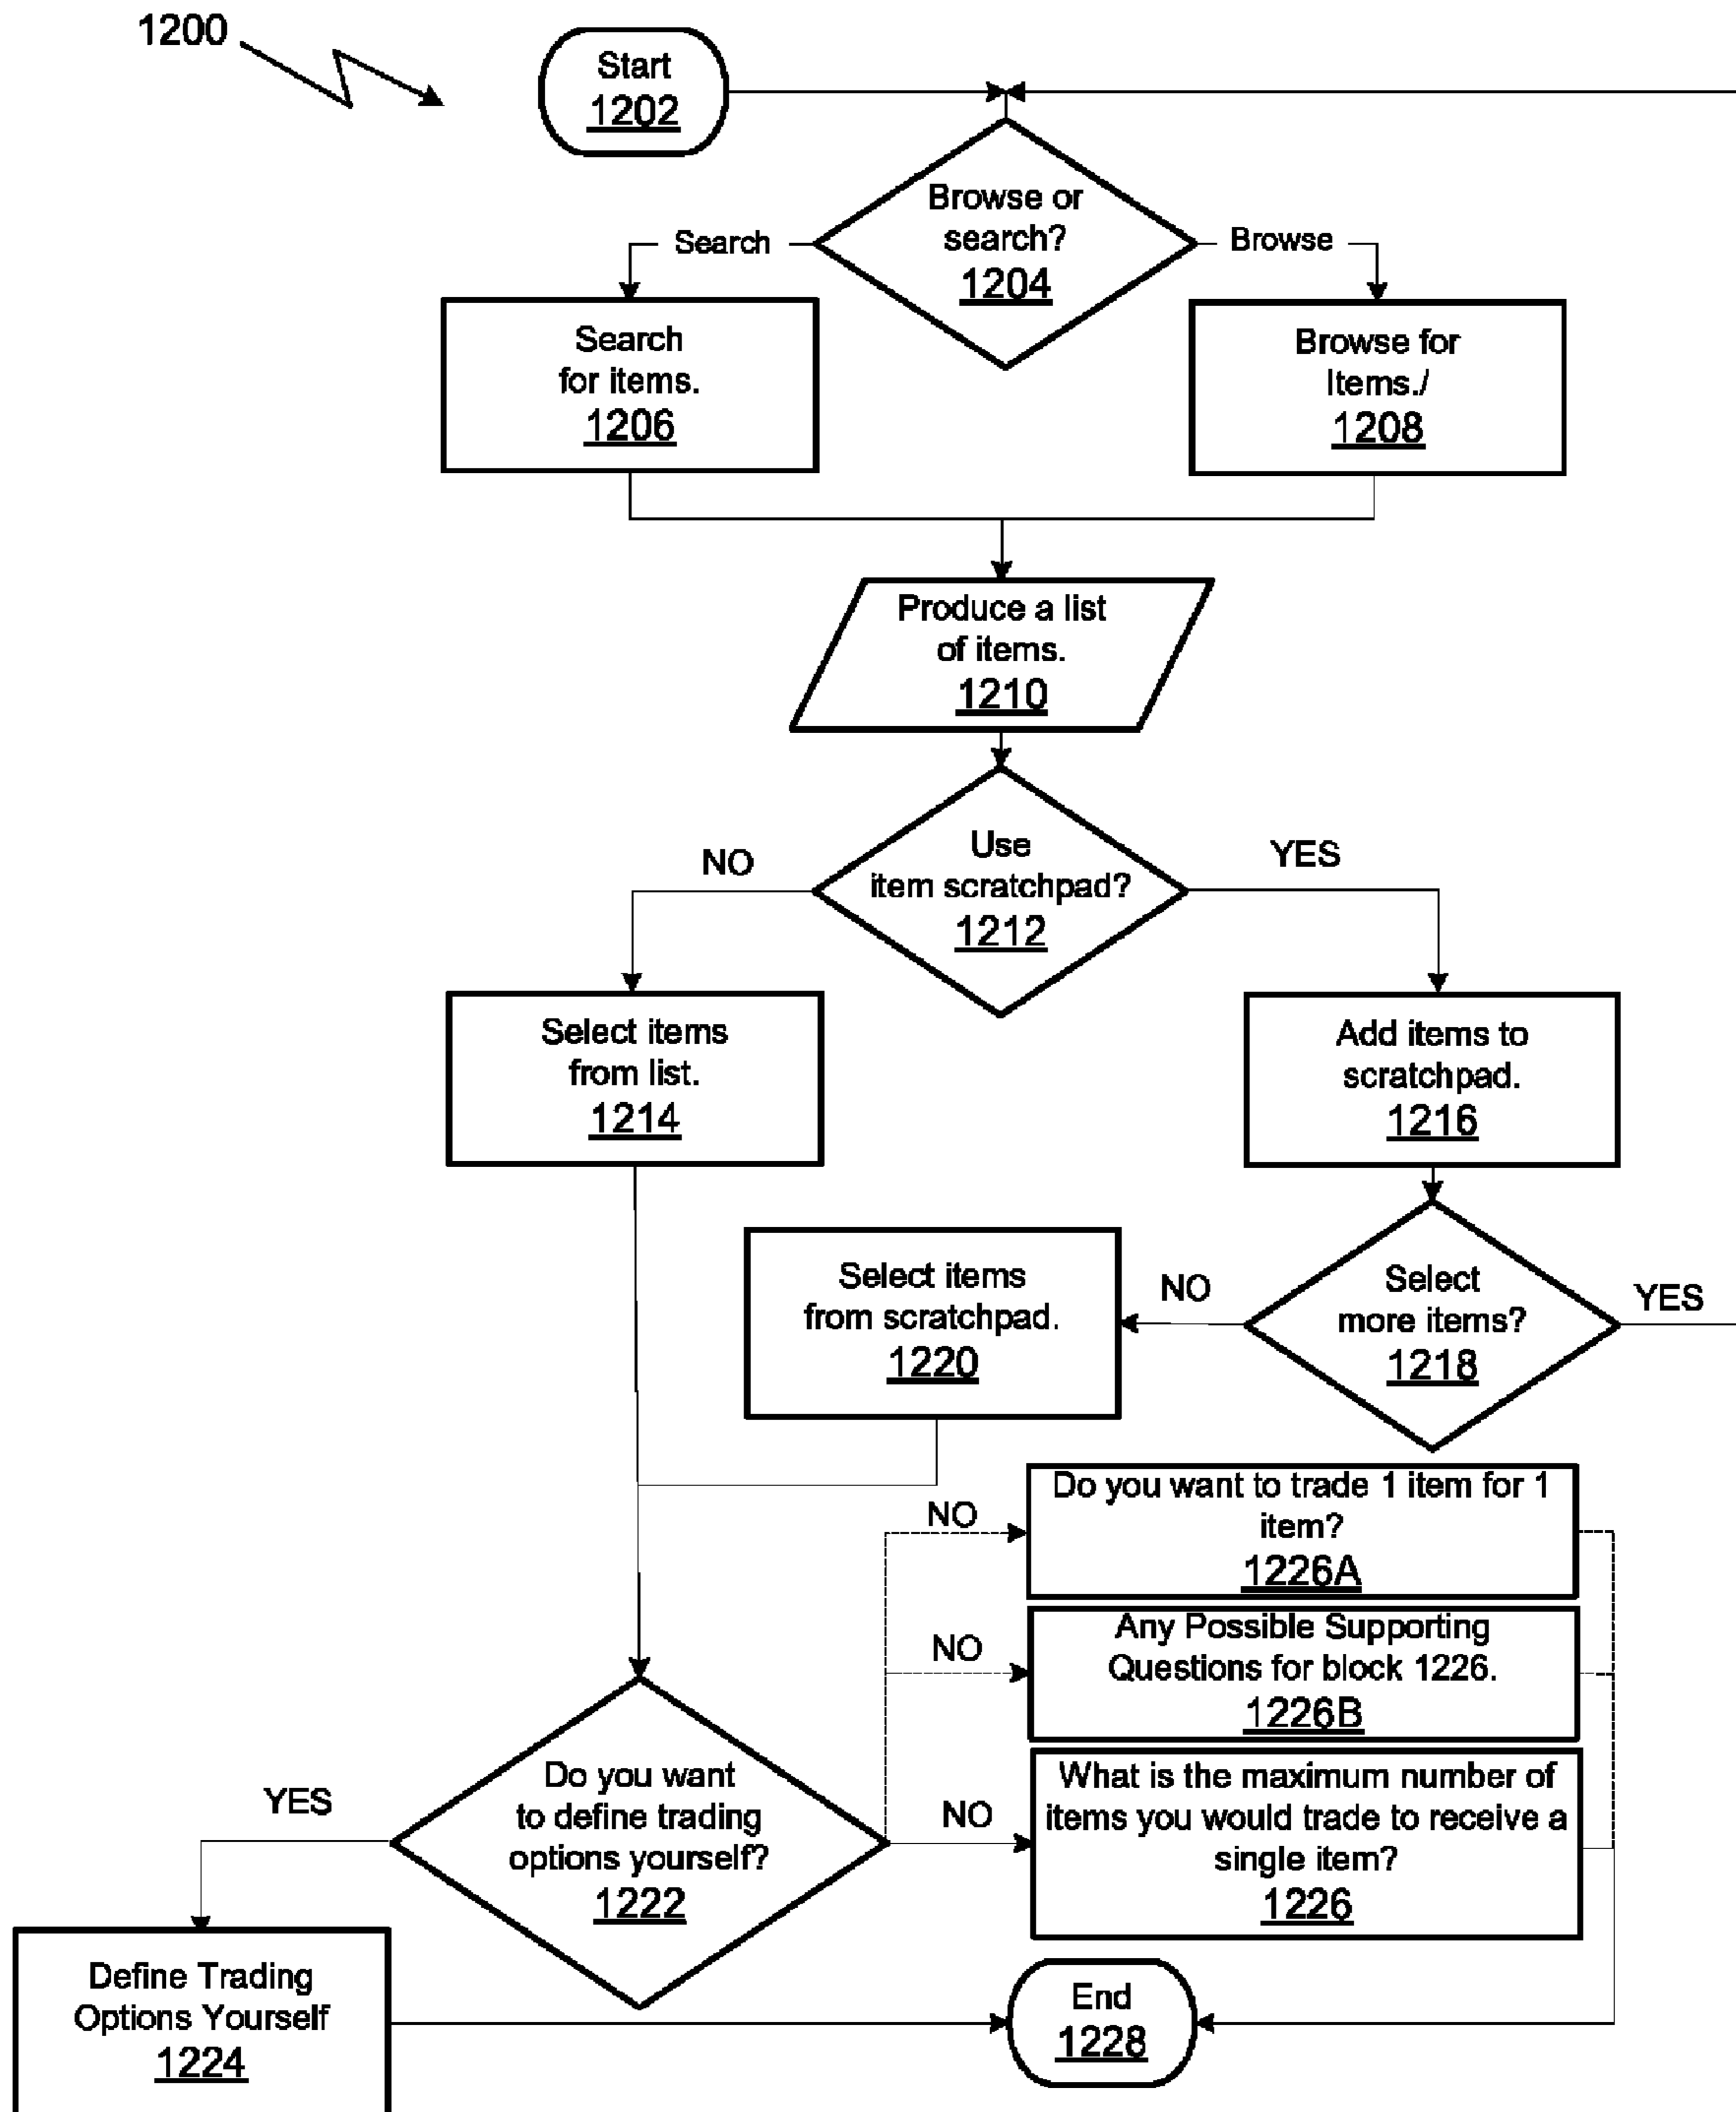 1200
Start
1202
Browse or
search?
1204
Search
Browse
Search
for items.
1206
Browse for
Items./
1208
Produce a list
of items.
1210
Use
item scratchpad?
1212
NO
YES
Select items
from list.
1214
Add items to
scratchpad.
1216
Select items
from scratchpad.
1220
NO
Select
more items?
1218
YES
Do you want to trade 1 item for 1
item?
1226A
NO
Any Possible Supporting
Questions for block 1226.
1226B
NO
What is the maximum number of
items you would trade to receive a
single item?
1226
NO
Do you want
to define trading
options yourself?
1222
YES
Define Trading
Options Yourself
1224
End
1228